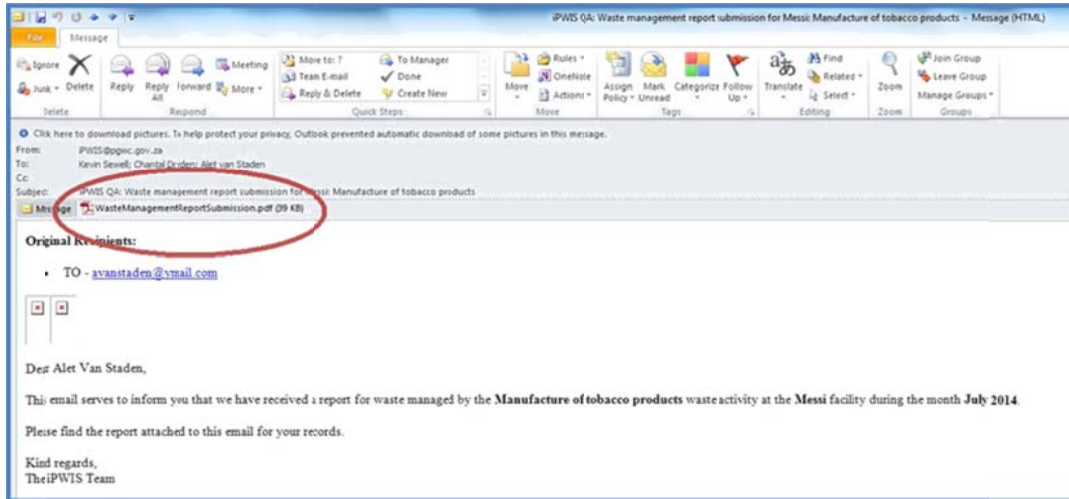 iPWIS QA: Waste management report submission for Messi: Manufacture of tobacco products - Message (HTML)
File Message
Ignore
Junk Delete
Reply Reply All Forward Meeting More
Move to: ? To Manager
Team E-mail Done
Reply & Delete Create New
Move Rules OneNote Actions
Assign Policy Mark Unread Categorize Follow Up
Translate Find Related Select
Zoom
Join Group
Leave Group
Manage Groups
Delete Respond Quick Steps Move Tags Editing Zoom Groups
Click here to download pictures. To help protect your privacy, Outlook prevented automatic download of some pictures in this message.
From: iPWIS@pgwc.gov.za
To: Kevin Sewell; Chantal Dryden; Alet van Staden
Cc:
Subject: iPWIS QA: Waste management report submission for Messi: Manufacture of tobacco products
Message WasteManagementReportSubmission.pdf (39 KB)
Original Recipients:
• TO - avanstaden@ymail.com
Dear Alet Van Staden,
This email serves to inform you that we have received a report for waste managed by the Manufacture of tobacco products waste activity at the Messi facility during the month July 2014.
Please find the report attached to this email for your records.
Kind regards,
The iPWIS Team